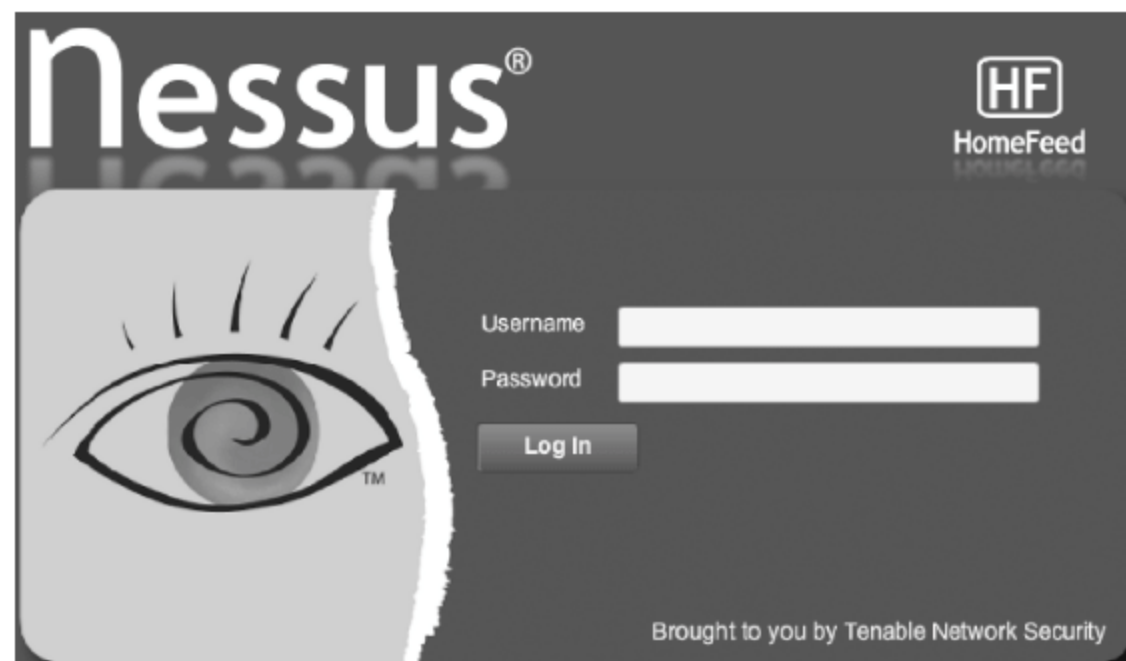 nessus®
HF
HomeFeed
Username
Password
Log In
TM
Brought to you by Tenable Network Security